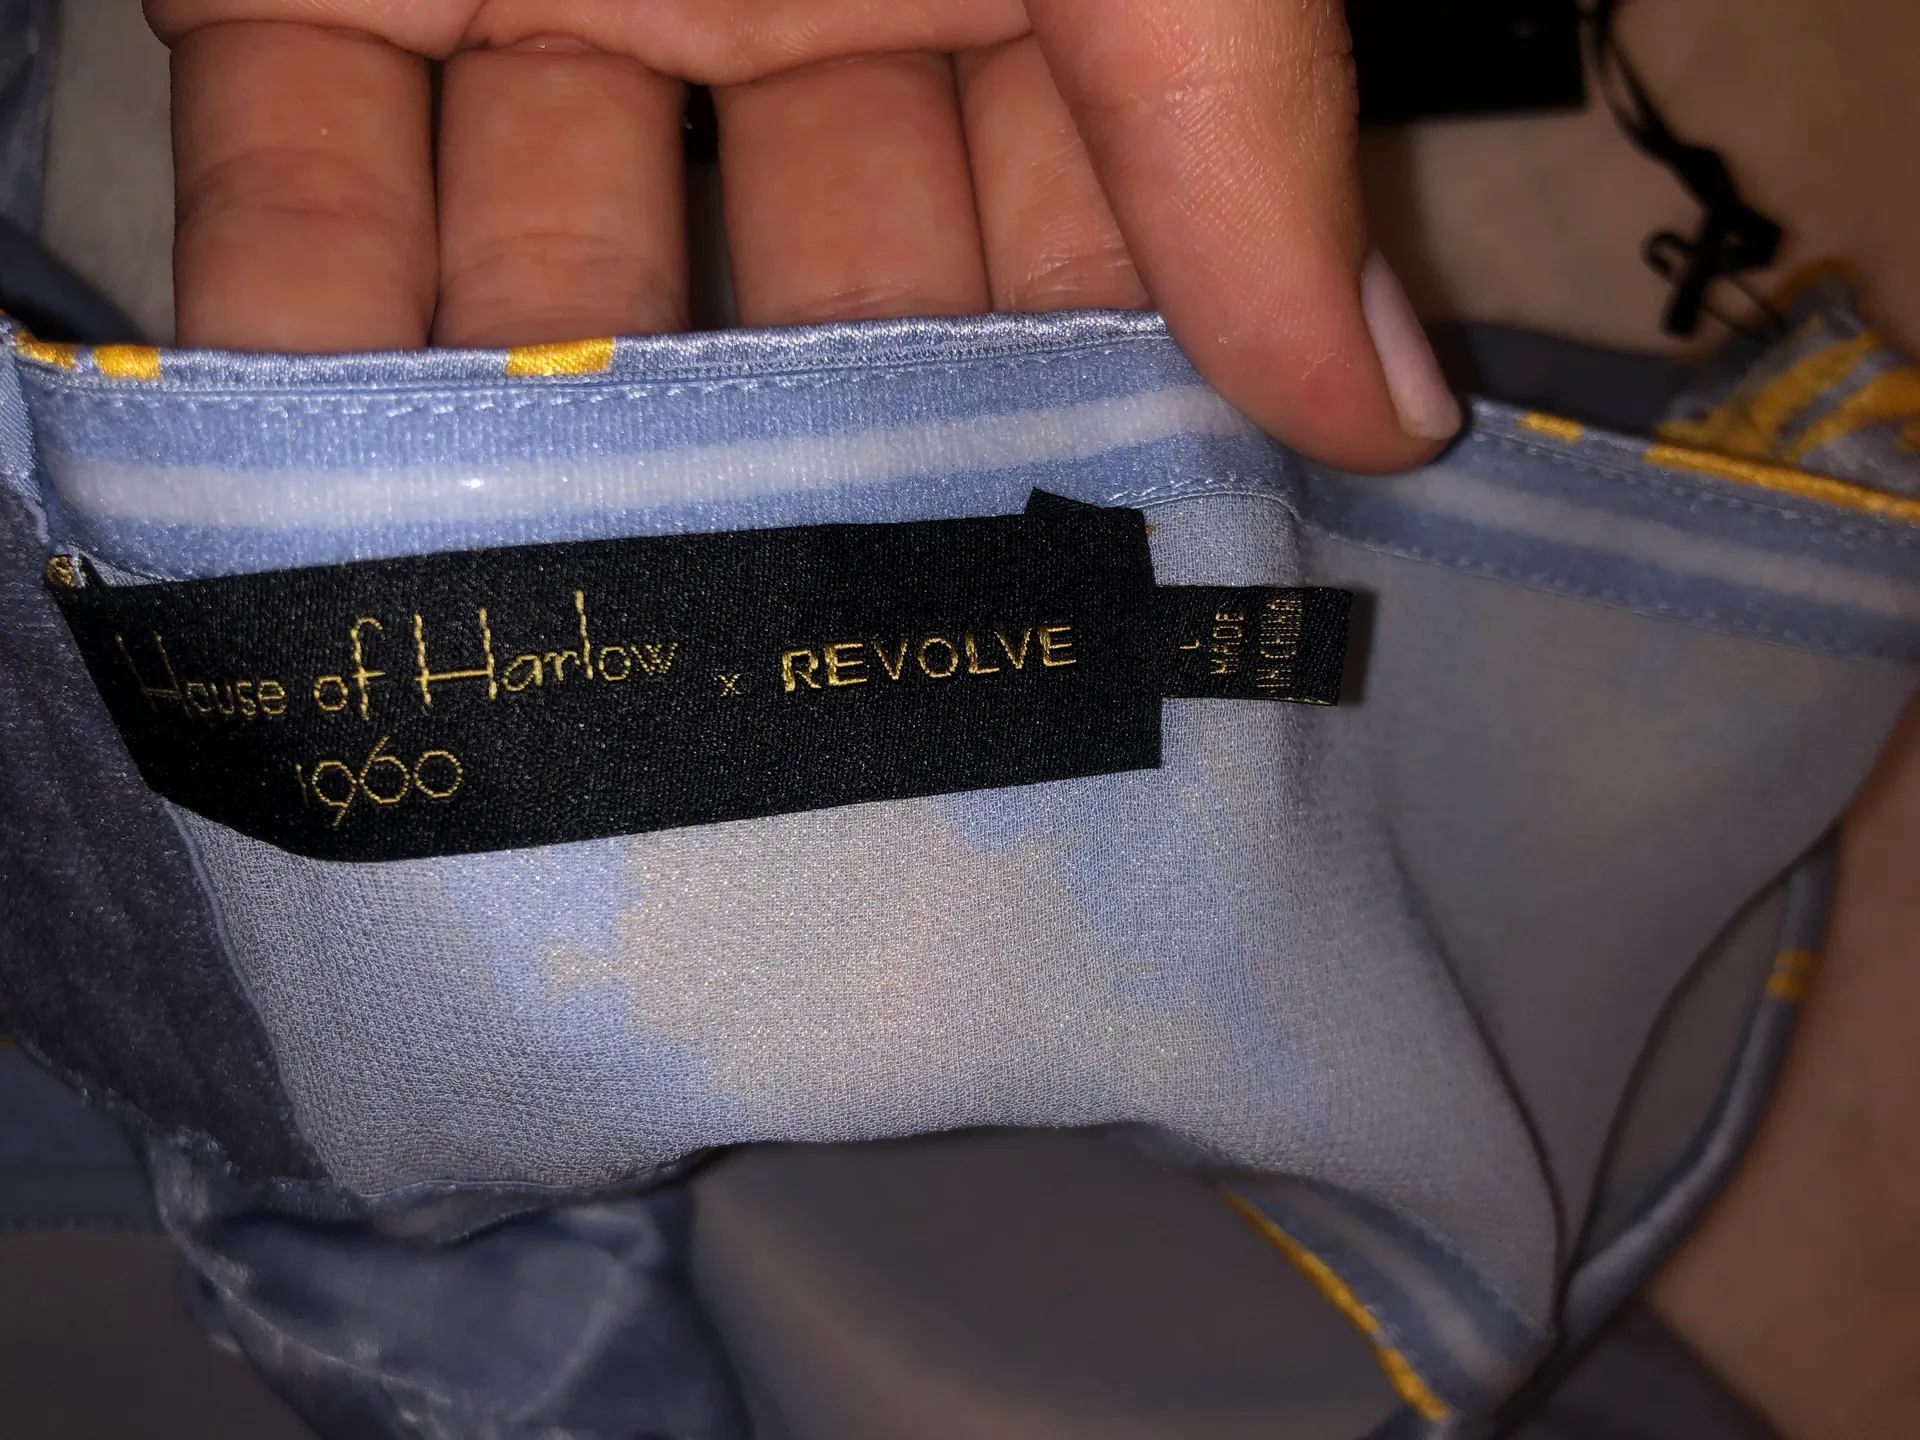 House of Harlow x REVOLVE
1960
L
MADE
IN CHINA